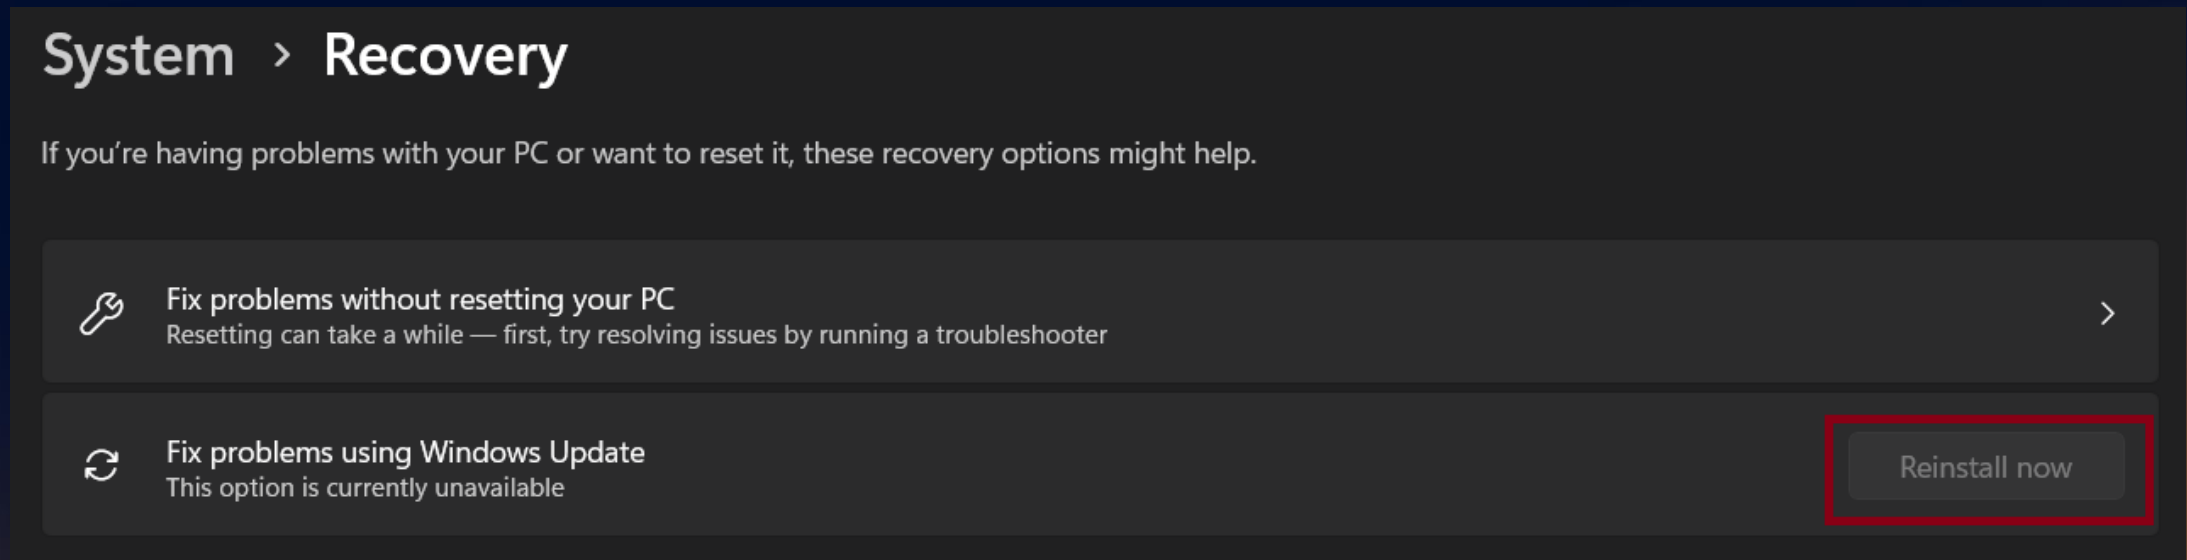 System > Recovery
If you’re having problems with your PC or want to reset it, these recovery options might help.
Fix problems without resetting your PC
Resetting can take a while — first, try resolving issues by running a troubleshooter
Fix problems using Windows Update
This option is currently unavailable
Reinstall now